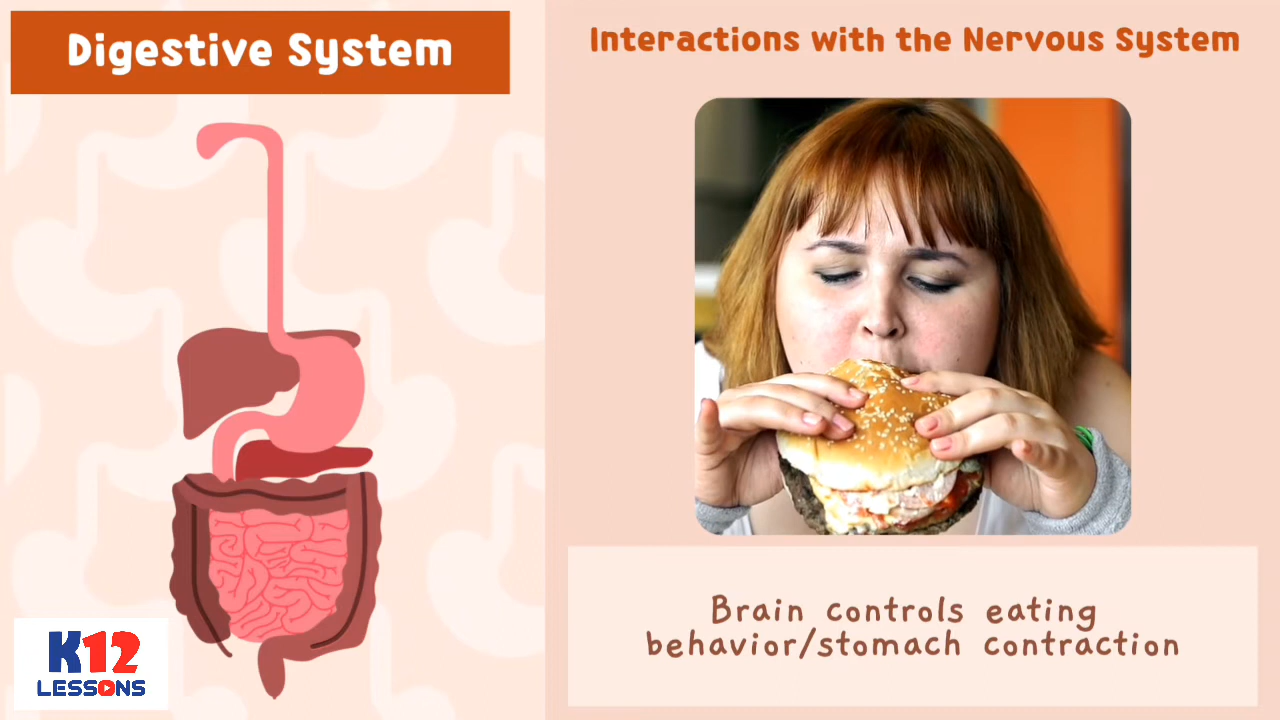 Digestive System
Interactions with the Nervous System
Brain controls eating
behavior/stomach contraction
K12
LESSONS